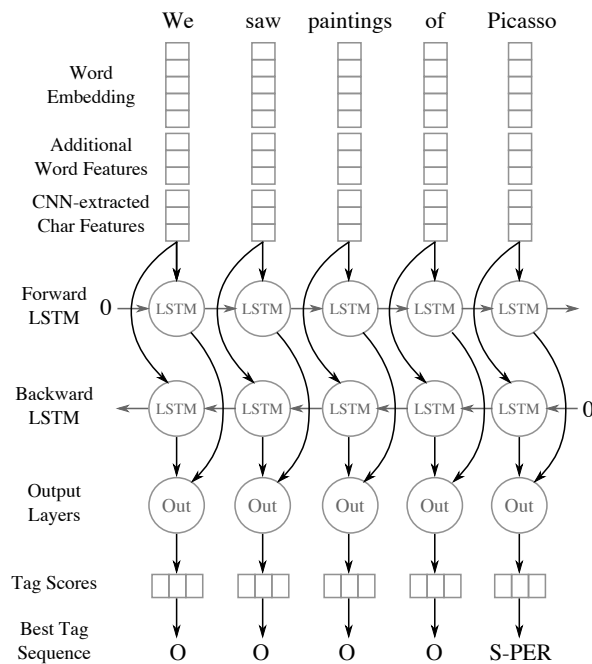 We saw paintings of Picasso
Word
Embedding
Additional
Word Features
CNN-extracted
Char Features
Forward
LSTM
0 LSTM LSTM LSTM LSTM LSTM
Backward
LSTM
LSTM LSTM LSTM LSTM LSTM 0
Output
Layers
Out Out Out Out Out
Tag Scores
Best Tag
Sequence
O O O O S-PER